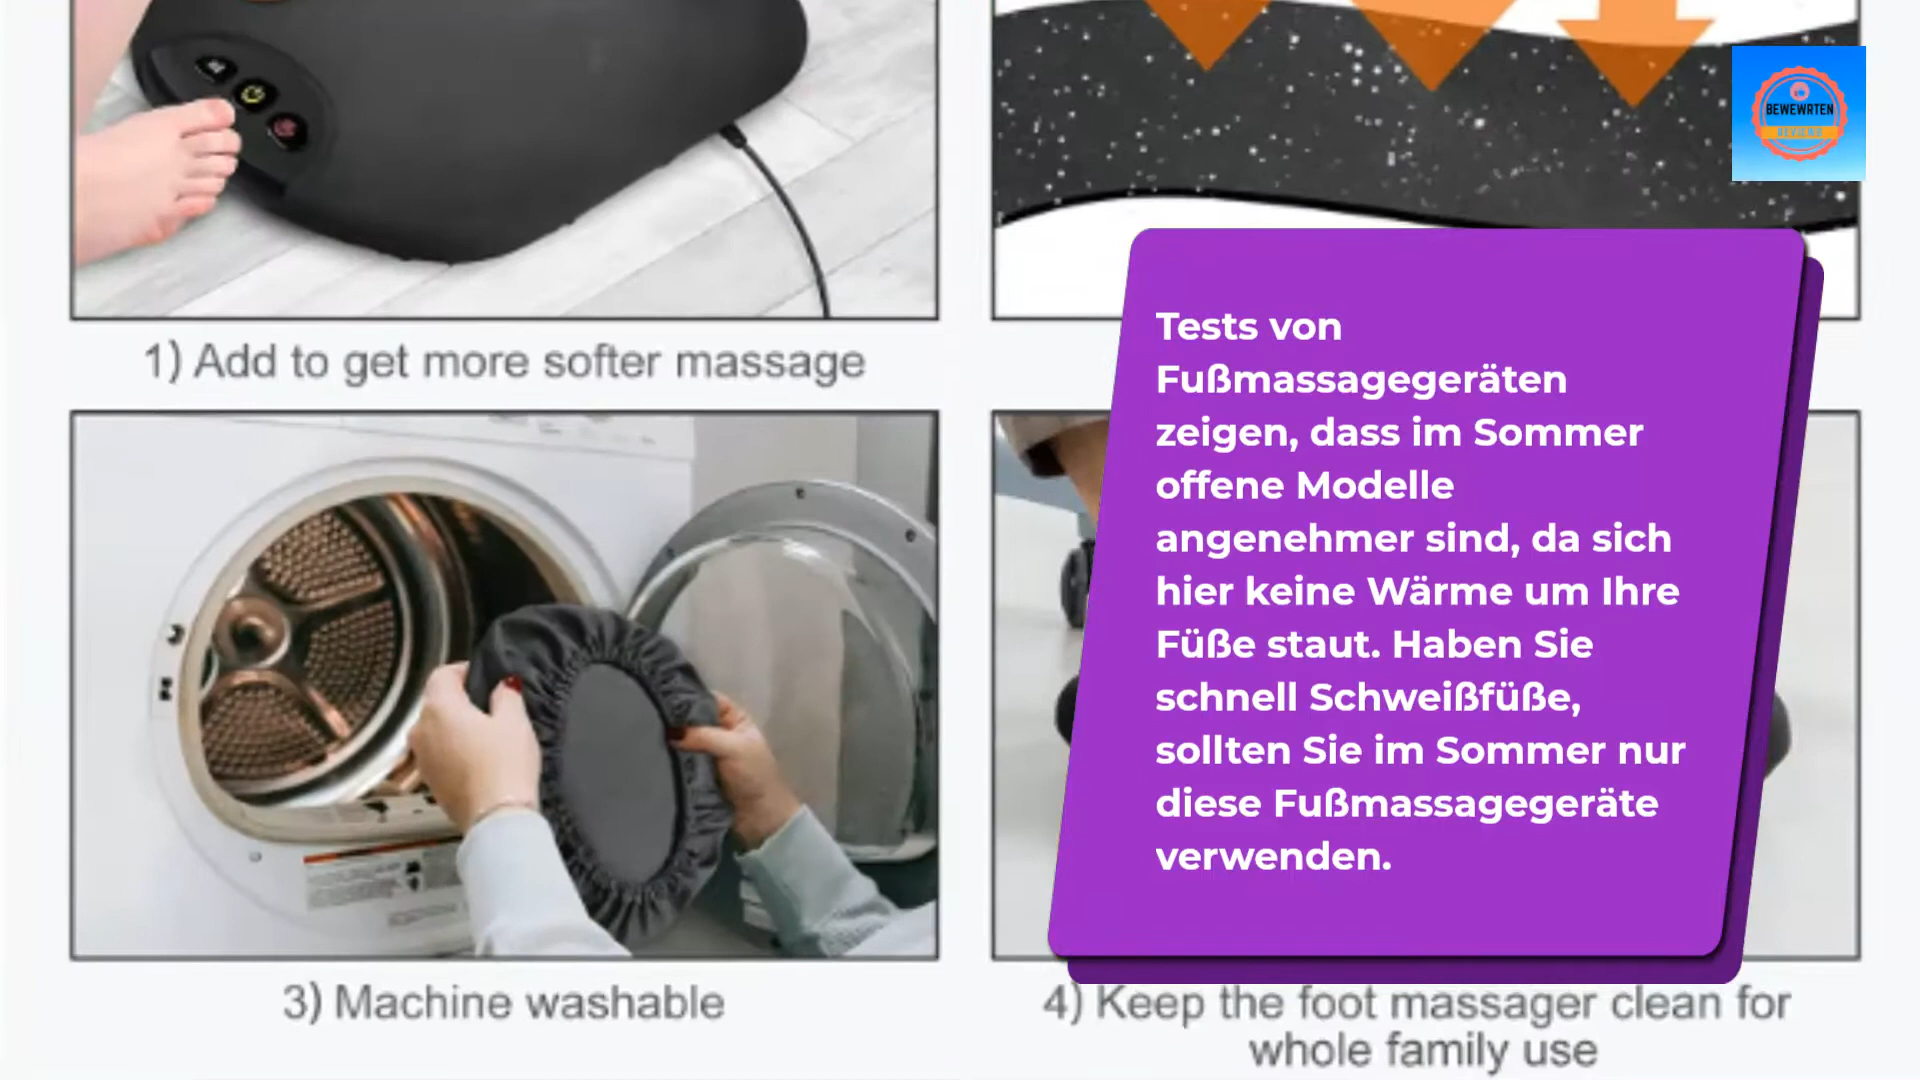 BEWEWRTEN
REVIEWS
1) Add to get more softer massage
Tests von
Fußmassagegeräten
zeigen, dass im Sommer
offene Modelle
angenehmer sind, da sich
hier keine Wärme um Ihre
Füße staut. Haben Sie
schnell Schweißfüße,
sollten Sie im Sommer nur
diese Fußmassagegeräte
verwenden.
3) Machine washable
4) Keep the foot massager clean for
whole family use